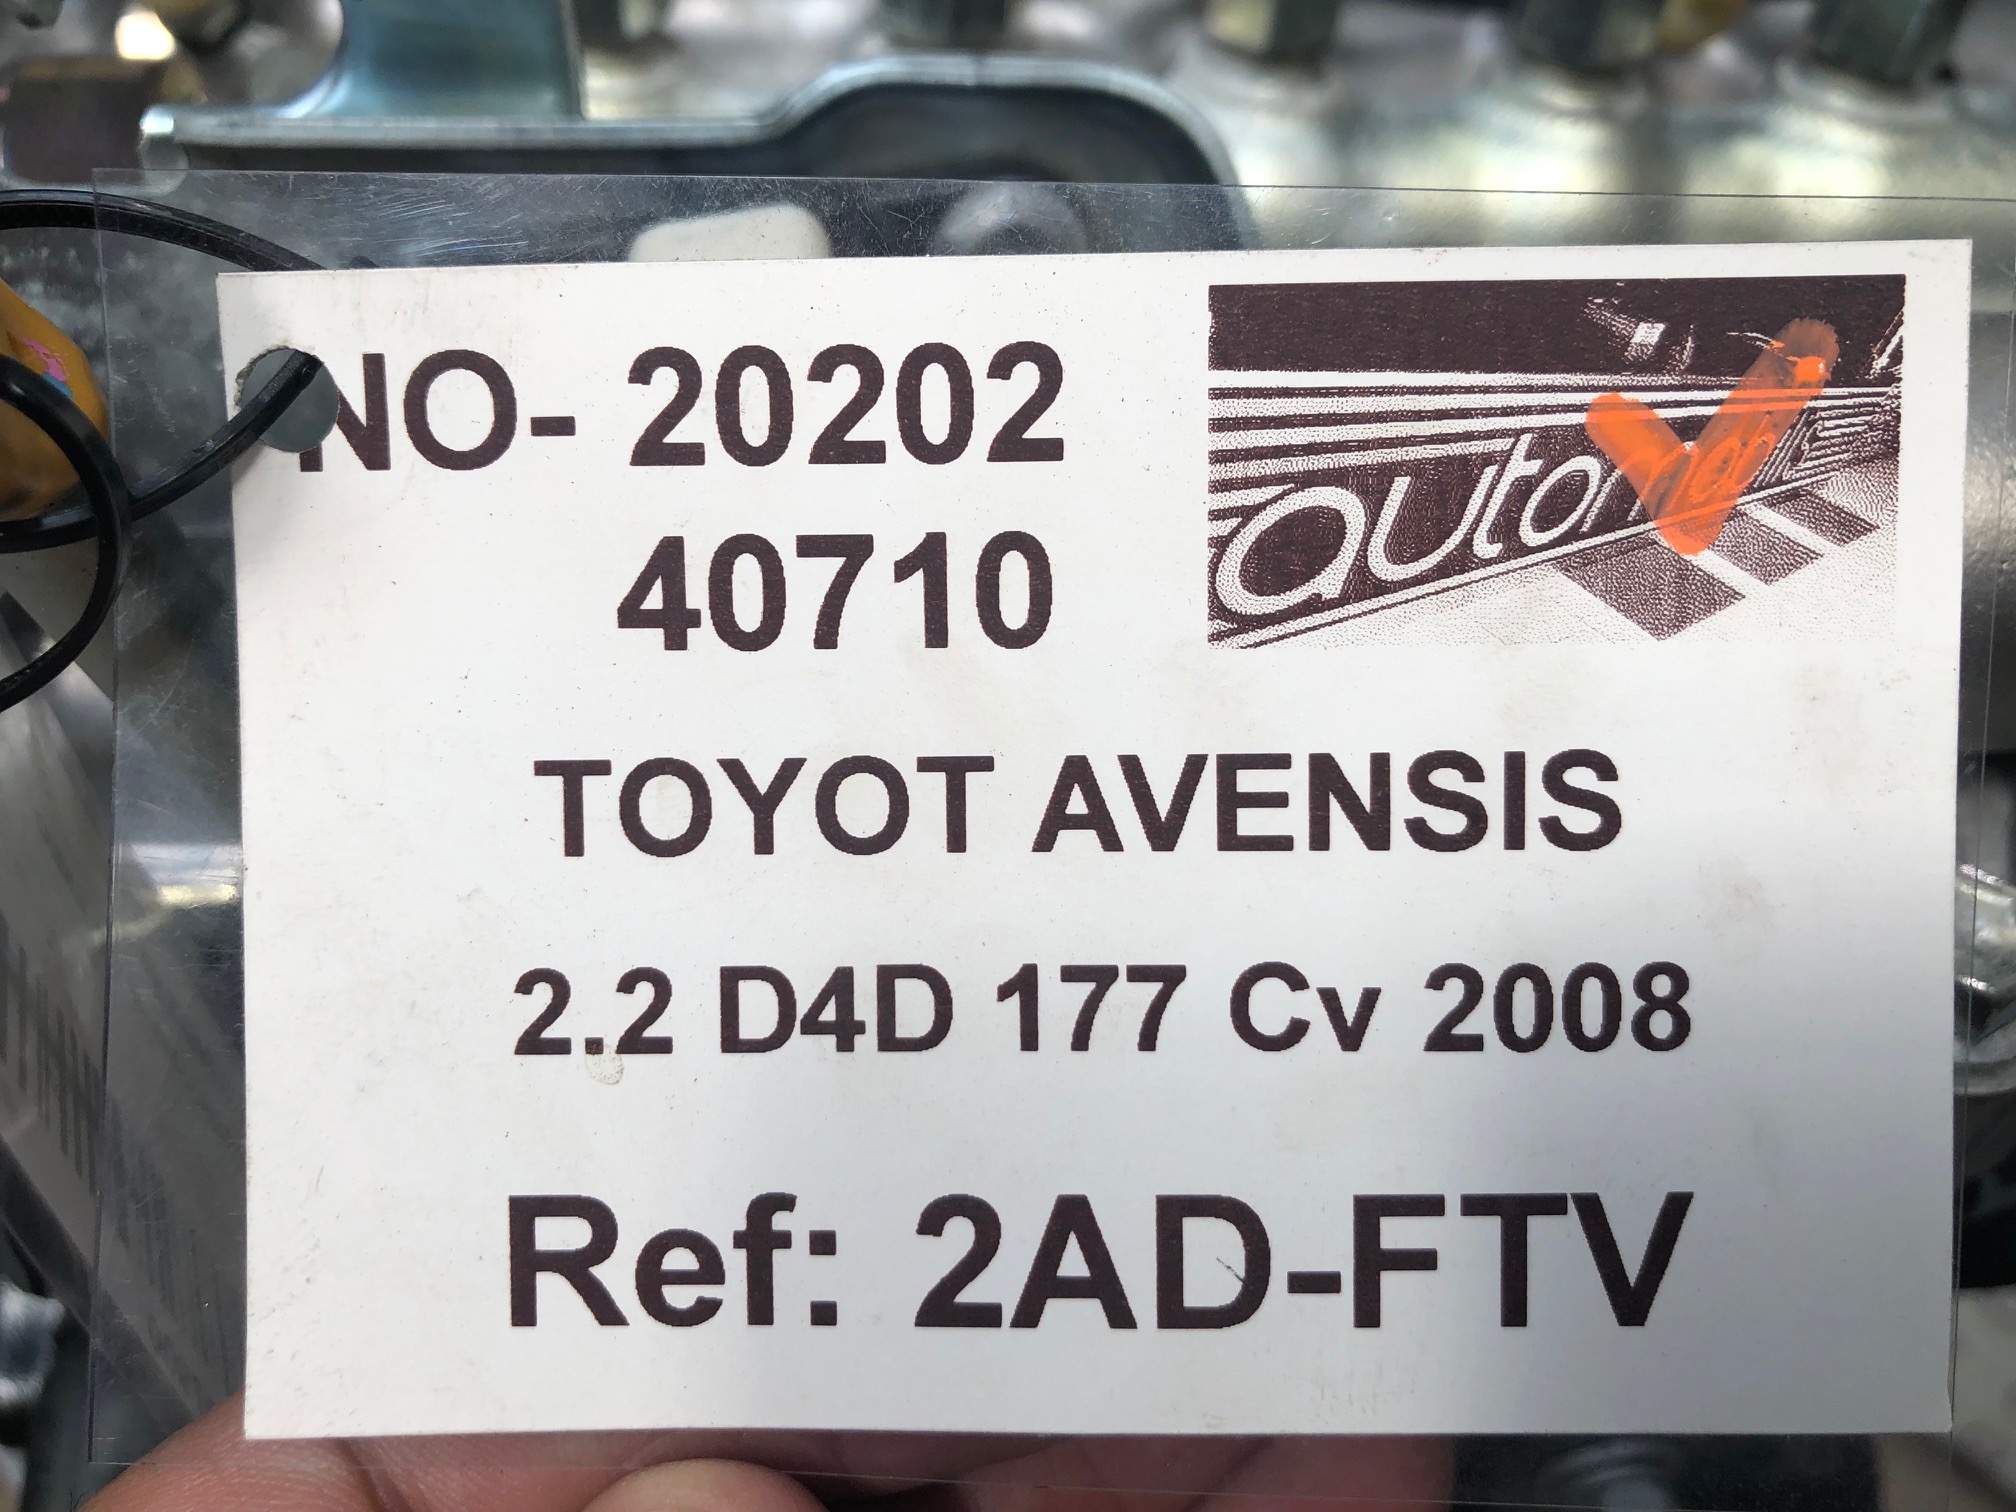 NO- 20202
40710
TOYOT AVENSIS
2.2 D4D 177 Cv 2008
Ref: 2AD-FTV